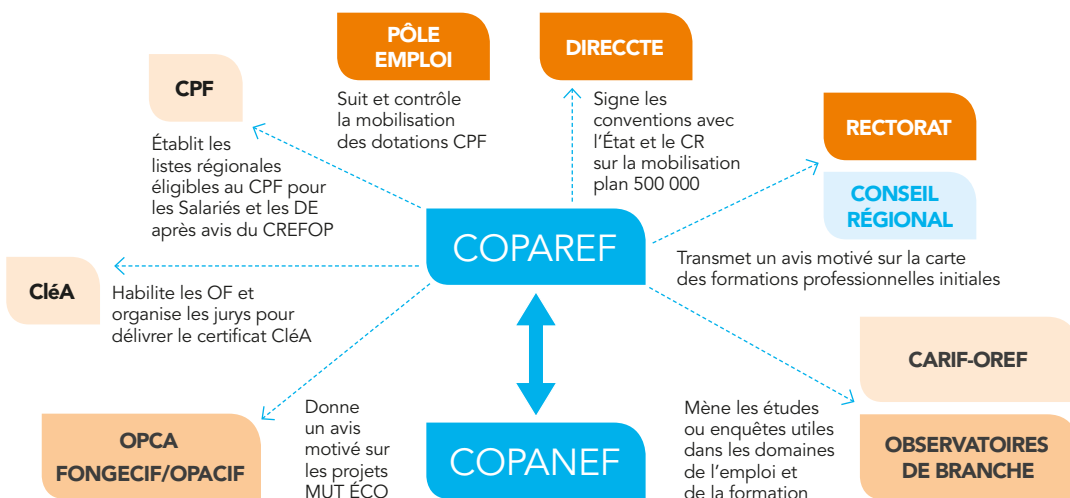 PÔLE
EMPLOI
DIRECCTE
CPF
Suit et contrôle
la mobilisation
des dotations CPF
Signe les
conventions avec
l'État et le CR
sur la mobilisation
plan 500 000
RECTORAT
Établit les
listes régionales
éligibles au CPF pour
les Salariés et les DE
après avis du CREFOP
CONSEIL
RÉGIONAL
COPAREF
Transmet un avis motivé sur la carte
des formations professionnelles initiales
CléA
Habilite les OF et
organise les jurys pour
délivrer le certificat CléA
CARIF-OREF
OPCA
FONGECIF/OPACIF
Donne
un avis
motivé sur
les projets
MUT ÉCO
COPANEF
Mène les études
ou enquêtes utiles
dans les domaines
de l'emploi et
de la formation
OBSERVATOIRES
DE BRANCHE